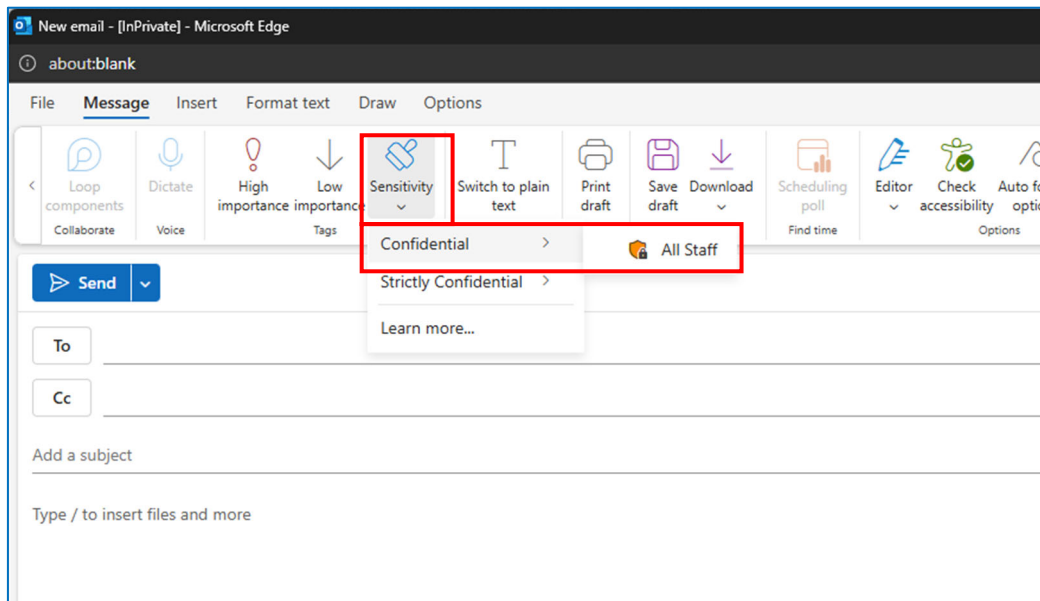 New email - [InPrivate] - Microsoft Edge
about:blank
File Message Insert Format text Draw Options
Loop components
Dictate
High importance
Low importance
Sensitivity
Switch to plain text
Print draft
Save draft
Download
Scheduling poll
Editor
Check accessibility
Collaborate
Voice
Tags
Find time
Options
Confidential
All Staff
Strictly Confidential
Learn more...
Send
To
Cc
Add a subject
Type / to insert files and more